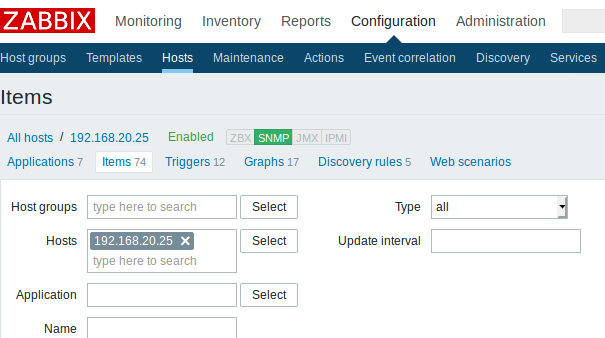 ZABBIX Monitoring Inventory Reports Configuration Administration
Host groups Templates Hosts Maintenance Actions Event correlation Discovery Services
Items
All hosts / 192.168.20.25 Enabled ZBX SNMP JMX IPMI
Applications 7 Items 74 Triggers 12 Graphs 17 Discovery rules 5 Web scenarios
Host groups type here to search Select Type all
Hosts 192.168.20.25 Select Update interval
type here to search
Application Select
Name